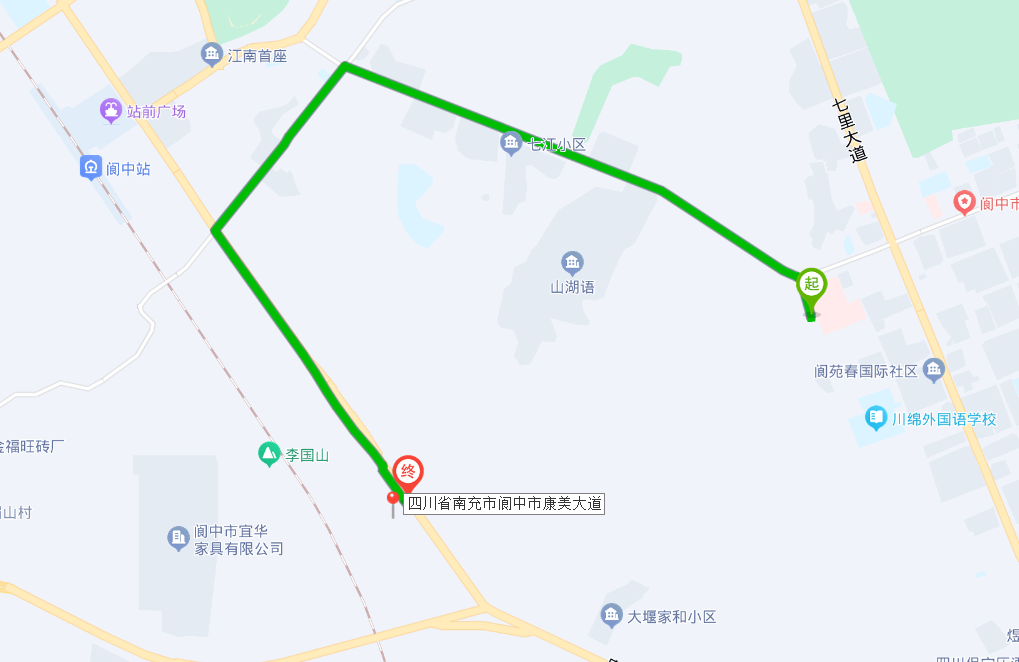 江南首座
站前广场
阆中站
七江小区
七里大道
阆中市
起
山湖语
阆苑春国际社区
川绵外国语学校
金福旺砖厂
李国山
终
四川省南充市阆中市康美大道
山村
阆中市宜华
家具有限公司
大堰家和小区